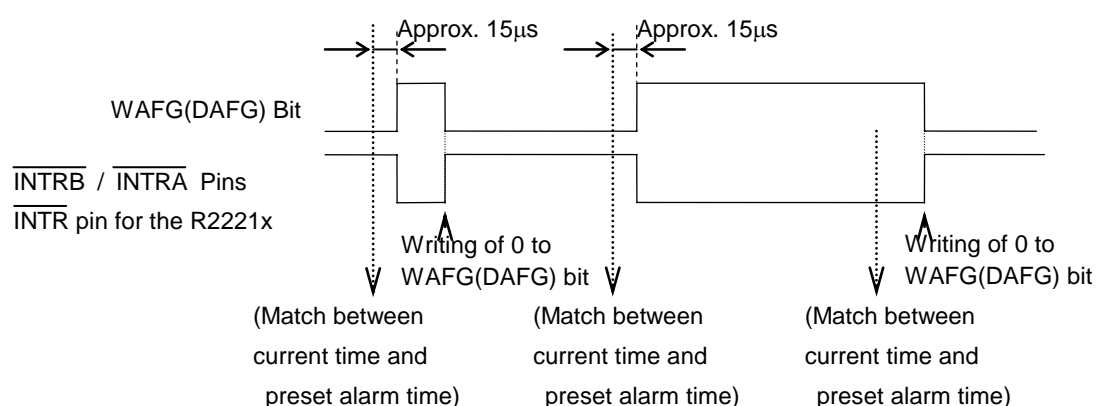 Approx. 15μs Approx. 15μs
WAFG(DAFG) Bit
INTRB / INTRA Pins
INTR pin for the R2221x
Writing of 0 to
WAFG(DAFG) bit
Writing of 0 to
WAFG(DAFG) bit
(Match between
current time and
preset alarm time)
(Match between
current time and
preset alarm time)
(Match between
current time and
preset alarm time)